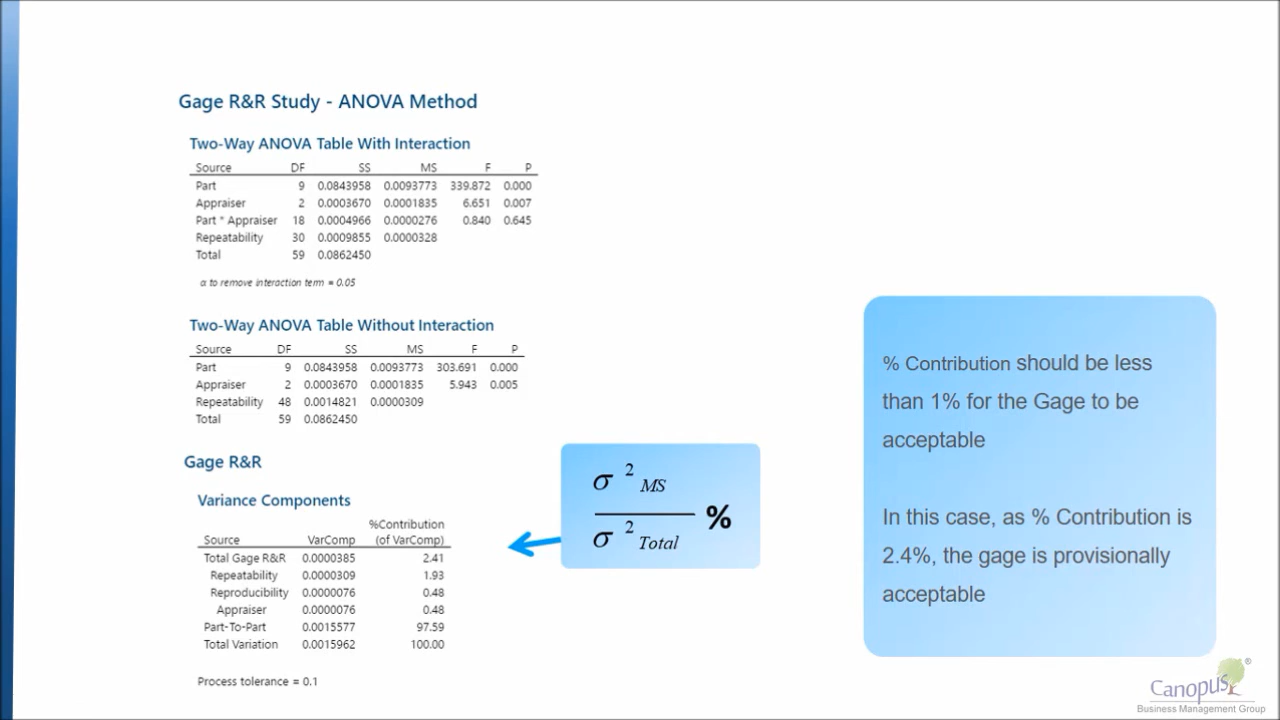 Gage R&R Study - ANOVA Method
Two-Way ANOVA Table With Interaction
Source DF SS MS F P
Part 9 0.0843958 0.0093773 339.872 0.000
Appraiser 2 0.0003670 0.0001835 6.651 0.007
Part * Appraiser 18 0.0004966 0.0000276 0.840 0.645
Repeatability 30 0.0009855 0.0000328
Total 59 0.0862450
α to remove interaction term = 0.05
Two-Way ANOVA Table Without Interaction
Source DF SS MS F P
Part 9 0.0843958 0.0093773 303.691 0.000
Appraiser 2 0.0003670 0.0001835 5.943 0.005
Repeatability 48 0.0014821 0.0000309
Total 59 0.0862450
Gage R&R
Variance Components
%Contribution
Source VarComp (of VarComp)
Total Gage R&R 0.0000385 2.41
Repeatability 0.0000309 1.93
Reproducibility 0.0000076 0.48
Appraiser 0.0000076 0.48
Part-To-Part 0.0015577 97.59
Total Variation 0.0015962 100.00
Process tolerance = 0.1
σ 2 MS
%
σ 2 Total
% Contribution should be less
than 1% for the Gage to be
acceptable
In this case, as % Contribution is
2.4%, the gage is provisionally
acceptable
Canopus ®
Business Management Group